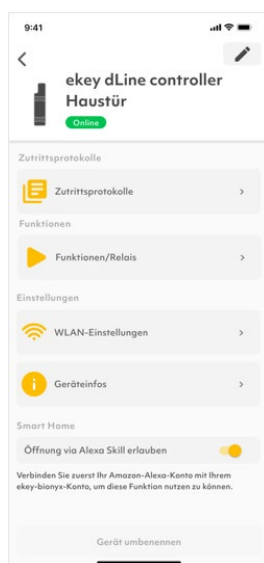 9:41
ekey dLine controller
Haustür
Online
Zutrittsprotokolle
Zutrittsprotokolle
Funktionen
Funktionen/Relais
Einstellungen
WLAN-Einstellungen
Geräteinfos
Smart Home
Öffnung via Alexa Skill erlauben
Verbinden Sie zuerst Ihr Amazon-Alexa-Konto mit Ihrem
ekey-bionyx-Konto, um diese Funktion nutzen zu können.
Gerät umbenennen